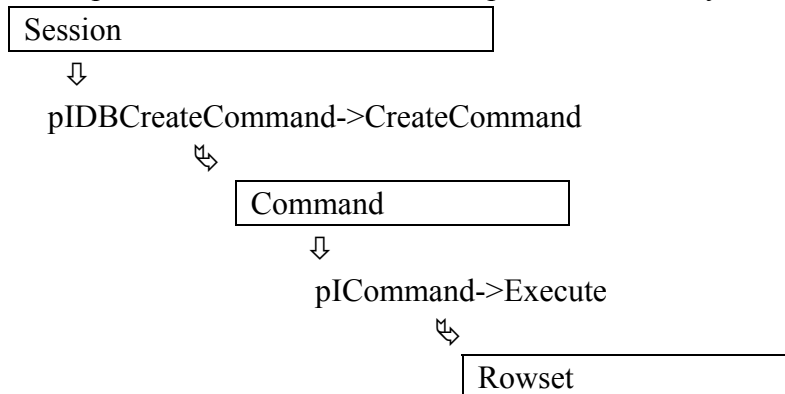 Session
⇩
pIDBCreateCommand->CreateCommand
Command
⇩
pICommand->Execute
Rowset